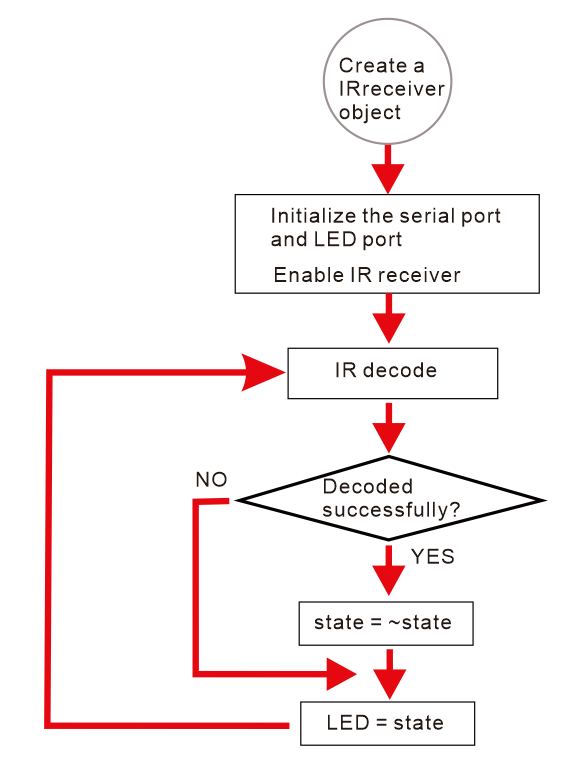 Create a
IRreceiver
object
Initialize the serial port
and LED port
Enable IR receiver
IR decode
NO
Decoded
successfully?
YES
state = ~state
LED = state